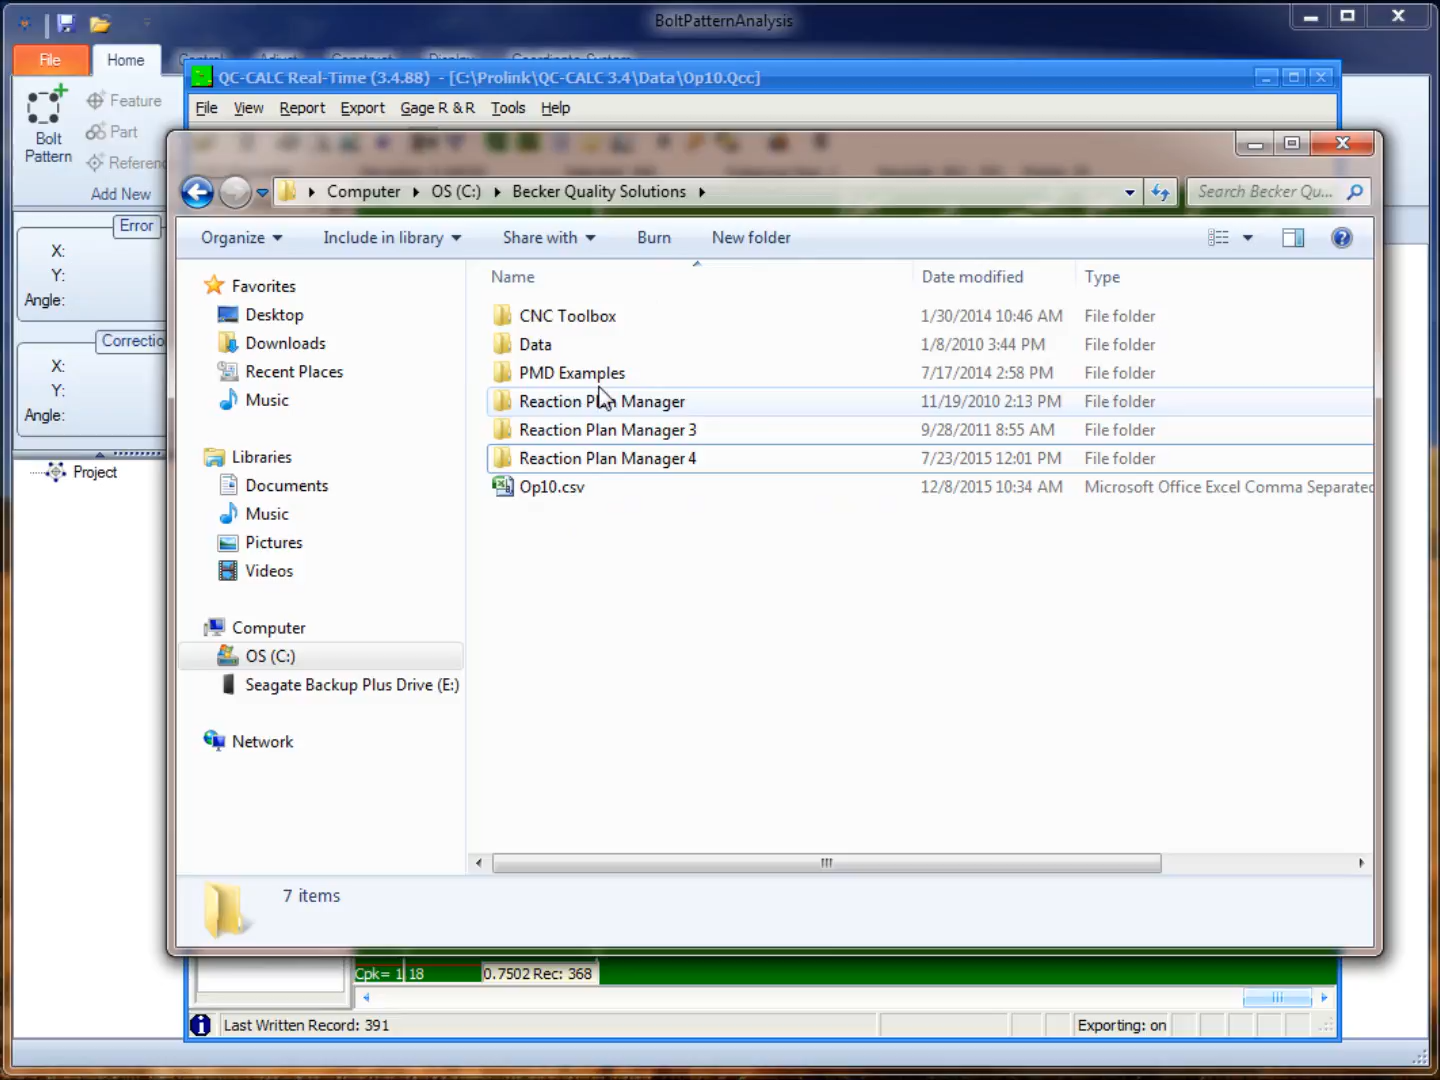 BoltPatternAnalysis
File
Home
Bolt
Pattern
Feature
Part
Referenc
Add New
Error
X:
Y:
Angle:
Correctio
X:
Y:
Angle:
Project
QC-CALC Real-Time (3.4.88) - [C:\Prolink\QC-CALC 3.4\Data\Op10.Qcc]
File View Report Export Gage R & R Tools Help
Computer OS (C:) Becker Quality Solutions
Search Becker Qu...
Organize Include in library Share with Burn New folder
Favorites
Desktop
Downloads
Recent Places
Music
Libraries
Documents
Music
Pictures
Videos
Computer
OS (C:)
Seagate Backup Plus Drive (E:)
Network
Name Date modified Type
CNC Toolbox 1/30/2014 10:46 AM File folder
Data 1/8/2010 3:44 PM File folder
PMD Examples 7/17/2014 2:58 PM File folder
Reaction Plan Manager 11/19/2010 2:13 PM File folder
Reaction Plan Manager 3 9/28/2011 8:55 AM File folder
Reaction Plan Manager 4 7/23/2015 12:01 PM File folder
Op10.csv 12/8/2015 10:34 AM Microsoft Office Excel Comma Separated
7 items
Cpk= 1.18 0.7502 Rec: 368
Last Written Record: 391
Exporting: on